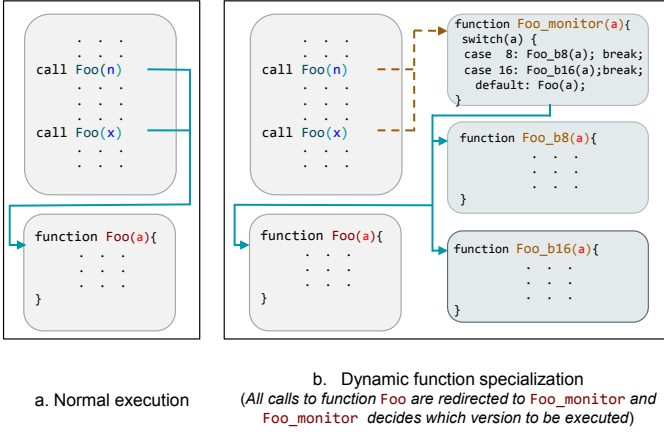 . . .
call Foo(n)
. . .
. . .
. . .
call Foo(x)
. . .
. . .
function Foo(a){
. . .
. . .
. . .
}
a. Normal execution
. . .
call Foo(n)
. . .
. . .
. . .
call Foo(x)
. . .
. . .
function Foo(a){
. . .
. . .
. . .
}
function Foo_monitor(a){
switch(a) {
case 8: Foo_b8(a); break;
case 16: Foo_b16(a);break;
default: Foo(a);
}
function Foo_b8(a){
. . .
. . .
. . .
}
function Foo_b16(a){
. . .
. . .
. . .
}
b. Dynamic function specialization
(All calls to function Foo are redirected to Foo_monitor and
Foo_monitor decides which version to be executed)